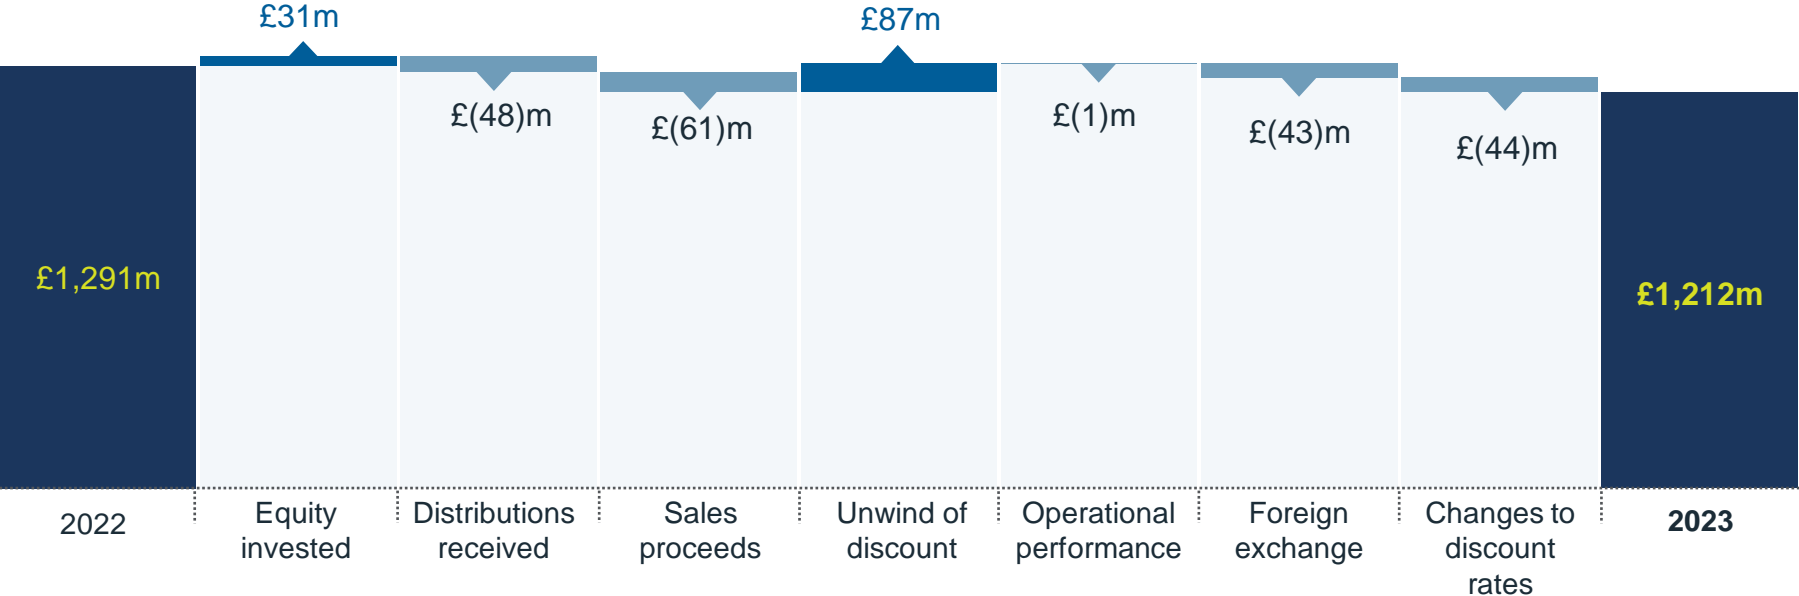 £31m
£87m
£(48)m
£(61)m
£(1)m
£(43)m
£(44)m
£1,291m
£1,212m
2022
Equity
invested
Distributions
received
Sales
proceeds
Unwind of
discount
Operational
performance
Foreign
exchange
Changes to
discount
rates
2023